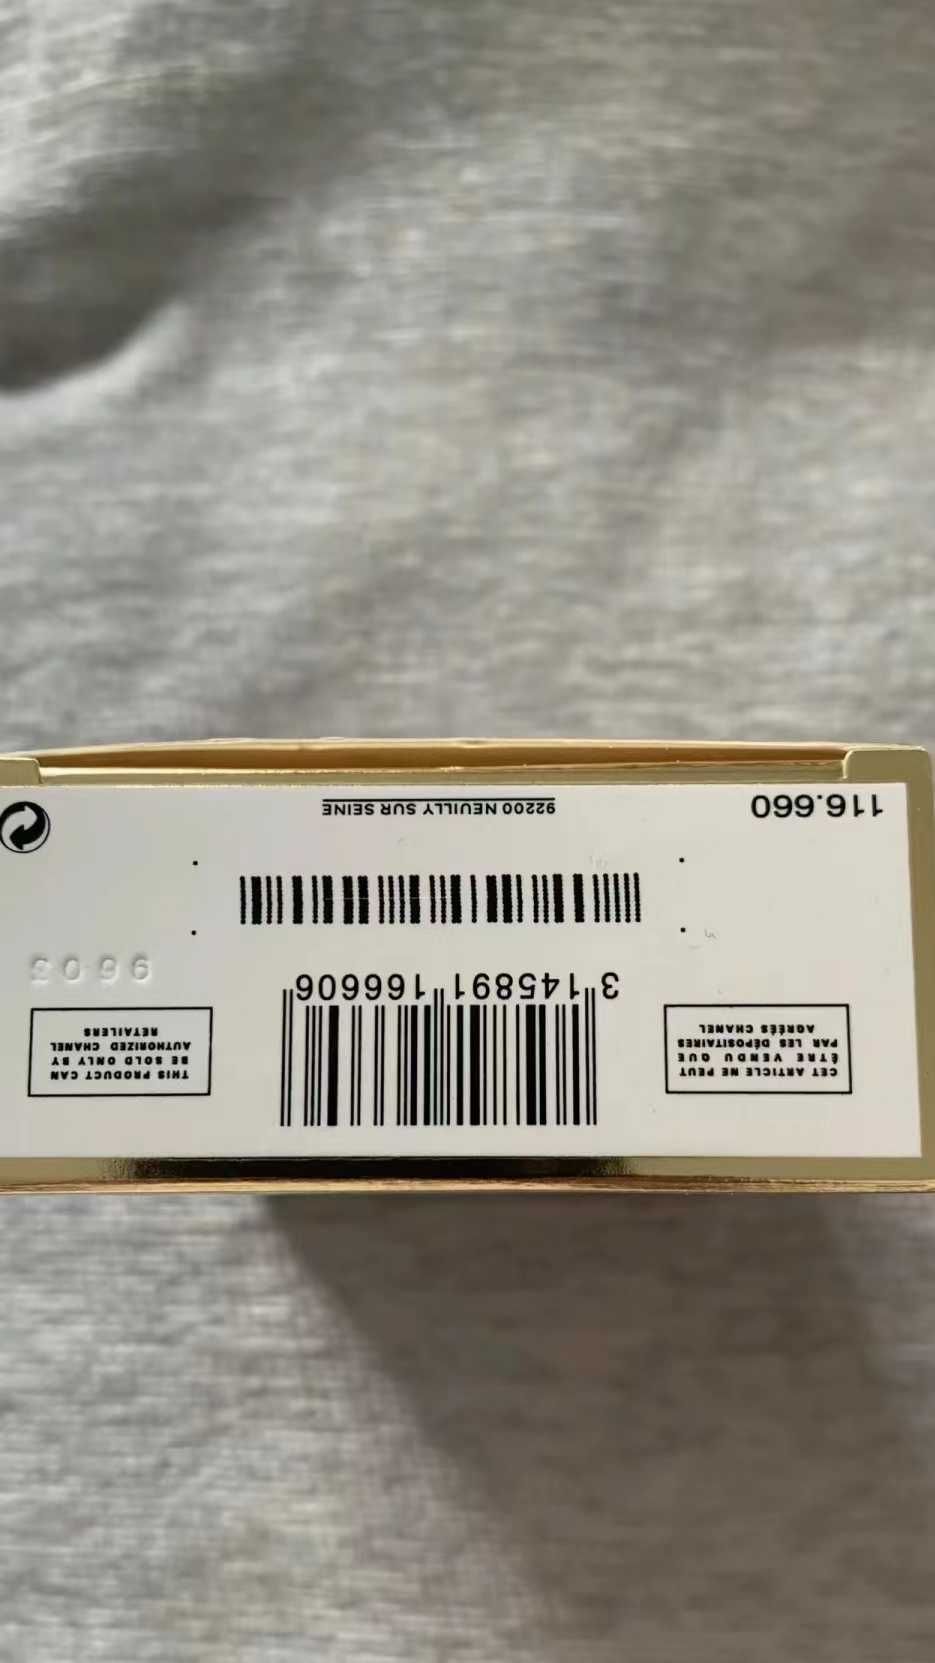 CET ARTICLE NE PEUT
ÊTRE VENDU QUE
PAR LES DÉPOSITAIRES
AGRÉÉS CHANEL
3 145891 166606
THIS PRODUCT CAN
BE SOLD ONLY BY
AUTHORIZED CHANEL
RETAILERS
116.660
92200 NEUILLY SUR SEINE